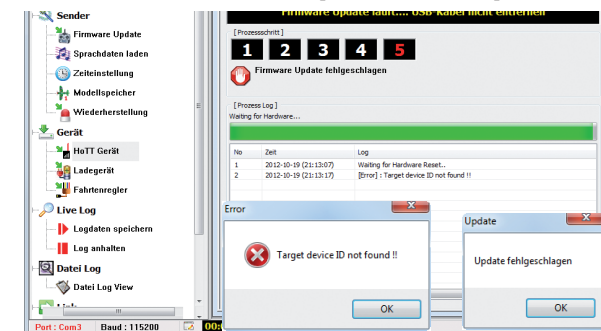 Sender
Firmware Update
Sprachdaten laden
Zeiteinstellung
Modellspeicher
Wiederherstellung
Gerät
HoTT Gerät
Ladegerät
Fahrtenregler
Live Log
Logdaten speichern
Log anhalten
Datei Log
Datei Log View
Port : Com3 Baud : 115200
Firmware Update läuft.... USB Kabel nicht entfernen
[ Prozessschritt ]
1 2 3 4 5
Firmware Update fehlgeschlagen
[ Prozess Log ]
Waiting for Hardware...
No Zeit Log
1 2012-10-19 (21:13:07) Waiting for Hardware Reset..
2 2012-10-19 (21:13:17) [Error] : Target device ID not found !!
Error
Target device ID not found !!
OK
Update
Update fehlgeschlagen
OK